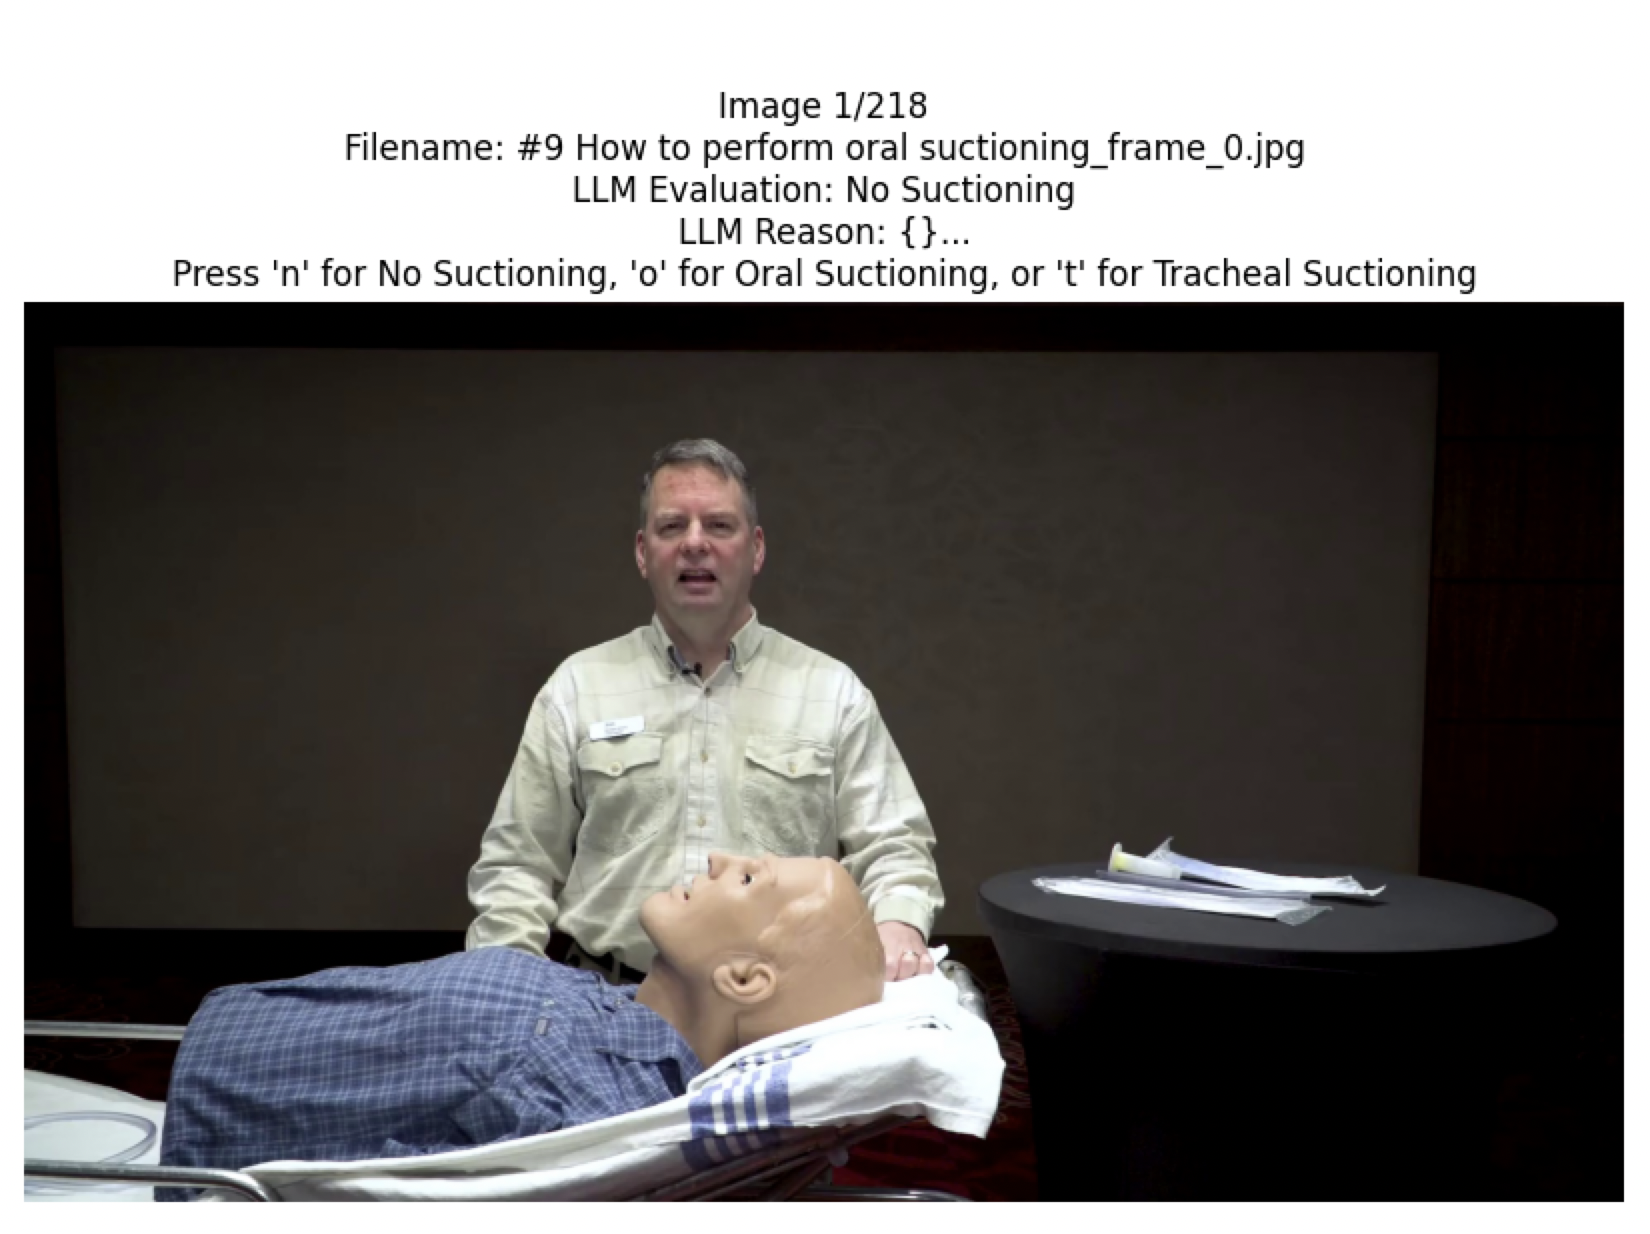 Image 1/218
Filename: #9 How to perform oral suctioning_frame_0.jpg
LLM Evaluation: No Suctioning
LLM Reason: {}...
Press 'n' for No Suctioning, 'o' for Oral Suctioning, or 't' for Tracheal Suctioning